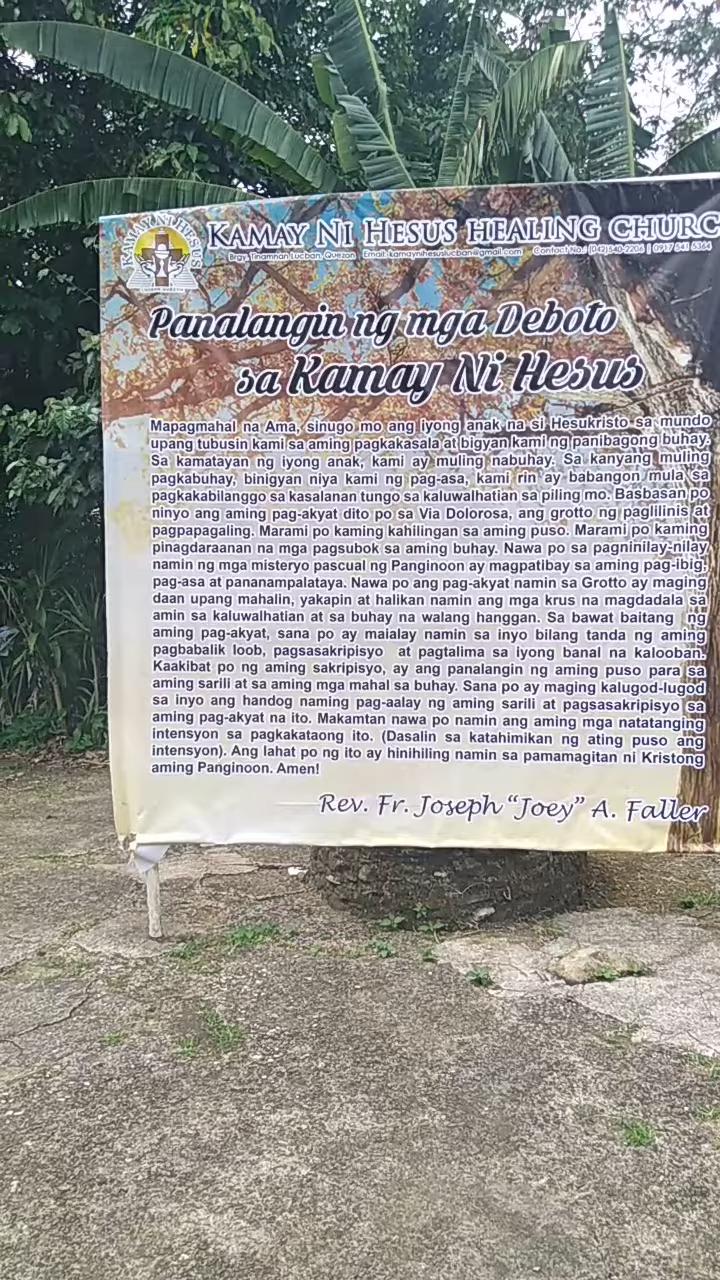 KAMAY NI HESUS
KAMAY NI HESUS HEALING CHURC
Brgy. Tinamnan Lucban, Quezon Email: kamaynihesuslucban@gmail.com Contact No.: (042)540-2206 | 0917 541 5364
Panalangin ng mga Deboto
sa Kamay Ni Hesus
Mapagmahal na Ama, sinugo mo ang iyong anak na si Hesukristo sa mundo
upang tubusin kami sa aming pagkakasala at bigyan kami ng panibagong buhay.
Sa kamatayan ng iyong anak, kami ay muling nabuhay. Sa kanyang muling
pagkabuhay, binigyan niya kami ng pag-asa, kami rin ay babangon mula sa
pagkakabilanggo sa kasalanan tungo sa kaluwalhatian sa piling mo. Basbasan po
ninyo ang aming pag-akyat dito po sa Via Dolorosa, ang grotto ng paglilinis at
pagpapagaling. Marami po kaming kahilingan sa aming puso. Marami po kaming
pinagdaraanan na mga pagsubok sa aming buhay. Nawa po sa pagninilay-nilay
namin ng mga misteryo pascual ng Panginoon ay magpatibay sa aming pag-ibig,
pag-asa at pananampalataya. Nawa po ang pag-akyat namin sa Grotto ay maging
daan upang mahalin, yakapin at halikan namin ang mga krus na magdadala sa
amin sa kaluwalhatian at sa buhay na walang hanggan. Sa bawat baitang ng
aming pag-akyat, sana po ay maialay namin sa inyo bilang tanda ng aming
pagbabalik loob, pagsasakripisyo at pagtalima sa iyong banal na kalooban.
Kaakibat po ng aming sakripisyo, ay ang panalangin ng aming puso para sa
aming sarili at sa aming mga mahal sa buhay. Sana po ay maging kalugod-lugod
sa inyo ang handog naming pag-aalay ng aming sarili at pagsasakripisyo sa
aming pag-akyat na ito. Makamtan nawa po namin ang aming mga natatanging
intensyon sa pagkakataong ito. (Dasalin sa katahimikan ng ating puso ang
intensyon). Ang lahat po ng ito ay hinihiling namin sa pamamagitan ni Kristong
aming Panginoon. Amen!
Rev. Fr. Joseph "Joey" A. Faller